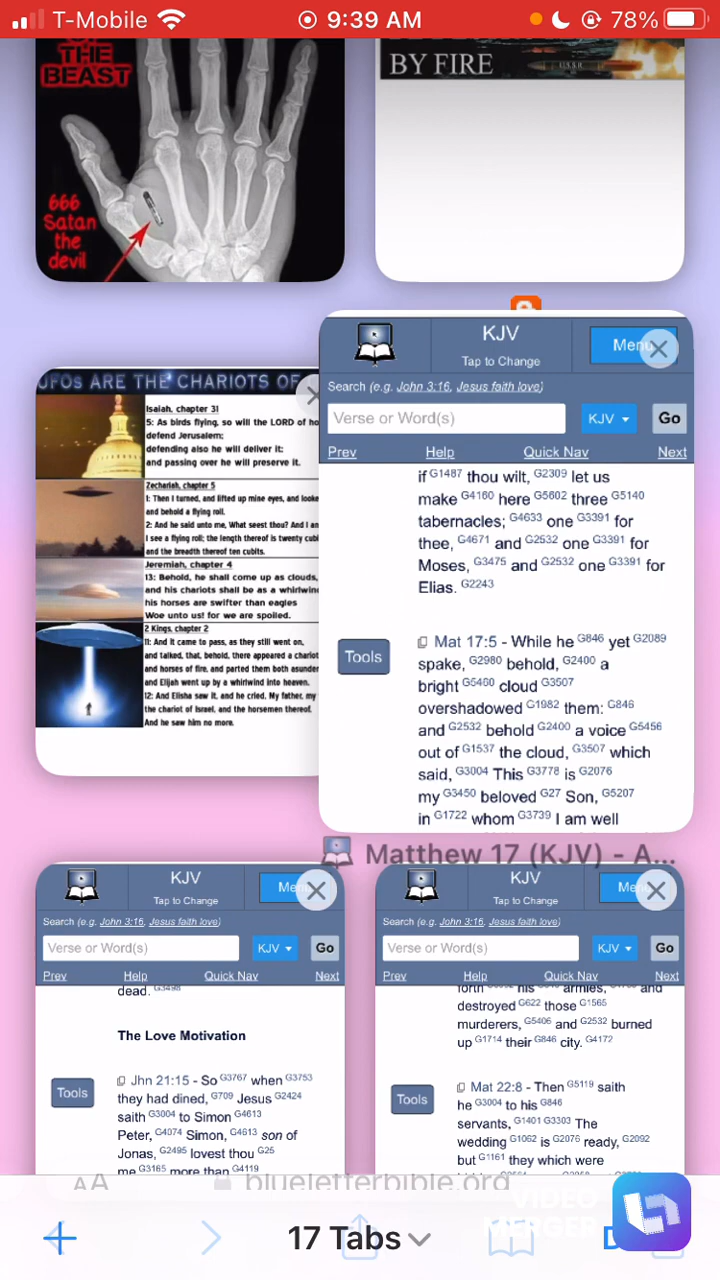 T-Mobile
9:39 AM
78%
THE
BEAST
666
Satan
the
devil
BY FIRE
UFOs ARE THE CHARIOTS OF
Isaiah, chapter 31
5: As birds flying, so will the LORD of ho
defend Jerusalem;
defending also he will deliver it;
and passing over he will preserve it.
Zechariah, chapter 5
1: Then I turned, and lifted up mine eyes, and looke
and behold a flying roll.
2: And he said unto me, What seest thou? And I an
I see a flying roll; the length thereof is twenty cubi
and the breadth thereof ten cubits.
Jeremiah, chapter 4
13: Behold, he shall come up as clouds,
and his chariots shall be as a whirlwin
his horses are swifter than eagles
Woe unto us! for we are spoiled.
2 Kings, chapter 2
11: And it came to pass, as they still went on,
and talked, that, behold, there appeared a chariot
and horses of fire, and parted them both asunder
and Elijah went up by a whirlwind into heaven.
12: And Elisha saw it, and he cried, My father, my
the chariot of Israel, and the horsemen thereof.
And he saw him no more.
KJV
Tap to Change
Menu
Search (e.g. John 3:16, Jesus faith love)
Verse or Word(s)
KJV
Go
Prev
Help
Quick Nav
Next
if G1487 thou wilt, G2309 let us
make G4160 here G5602 three G5140
tabernacles; G4633 one G3391 for
thee, G4671 and G2532 one G3391 for
Moses, G3475 and G2532 one G3391 for
Elias. G2243
Tools
Mat 17:5 - While he G846 yet G2089
spake, G2980 behold, G2400 a
bright G5460 cloud G3507
overshadowed G1982 them: G846
and G2532 behold G2400 a voice G5456
out of G1537 the cloud, G3507 which
said, G3004 This G3778 is G2076
my G3450 beloved G27 Son, G5207
in G1722 whom G3739 I am well
Matthew 17 (KJV) - A...
KJV
Tap to Change
Men
Search (e.g. John 3:16, Jesus faith love)
Verse or Word(s)
KJV
Go
Prev
Help
Quick Nav
Next
dead. G3498
The Love Motivation
Tools
Jhn 21:15 - So G3767 when G3753
they had dined, G709 Jesus G2424
saith G3004 to Simon G4613
Peter, G4074 Simon, G4613 son of
Jonas, G2495 lovest thou G25
me G3165 more than G4119
KJV
Tap to Change
Me
Search (e.g. John 3:16, Jesus faith love)
Verse or Word(s)
KJV
Go
Prev
Help
Quick Nav
Next
forth his armies, and
destroyed G622 those G1565
murderers, G5406 and G2532 burned
up G1714 their G846 city. G4172
Tools
Mat 22:8 - Then G5119 saith
he G3004 to his G846
servants, G1401 G3303 The
wedding G1062 is G2076 ready, G2092
but G1161 they which were
AA
blueletterbible.org
17 Tabs
D
VIDEO
MERGER